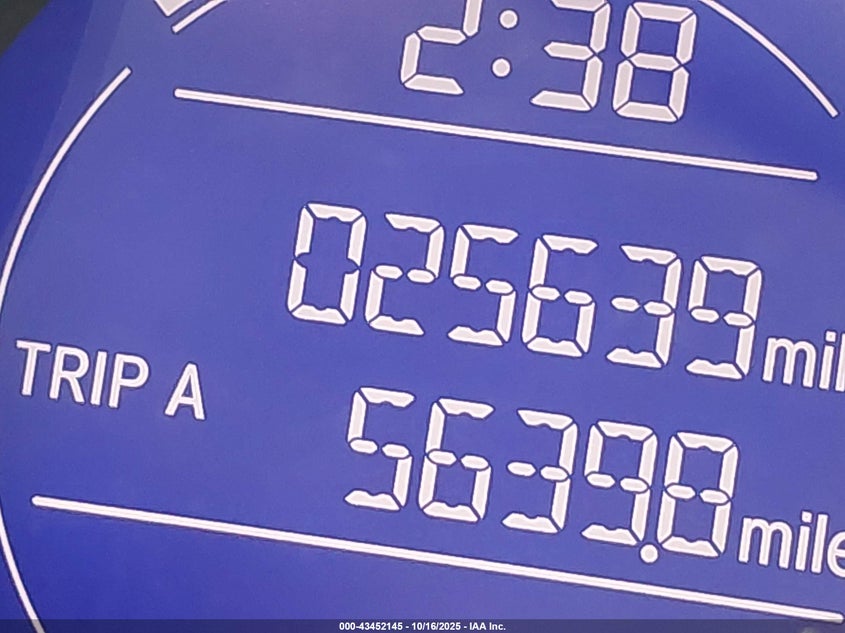 2:38
025639 mil
TRIP A
5639.8 mile
000-43452145 - 10/16/2025 - IAA Inc.